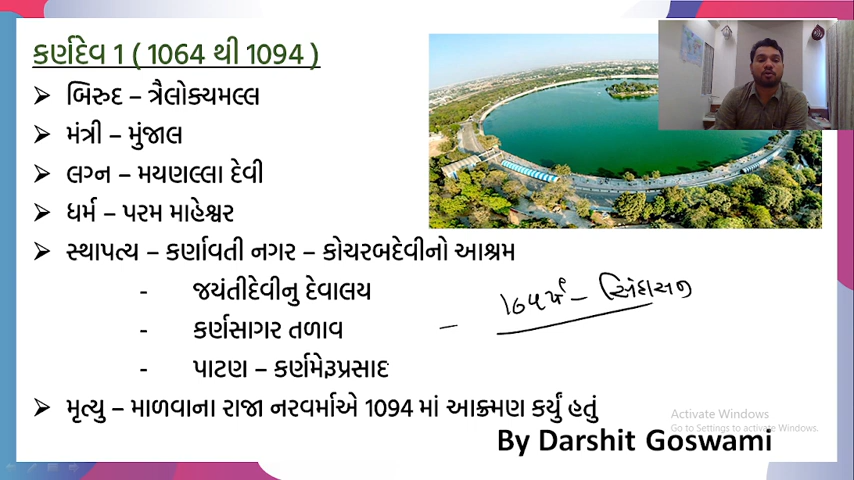 કર્ણદેવ 1 ( 1064 થી 1094 )
➢ બિરુદ – ત્રૈલોક્યમલ્લ
➢ મંત્રી – મુંજાલ
➢ લગ્ન – મયણલ્લા દેવી
➢ ધર્મ – પરમ માહેશ્વર
➢ સ્થાપત્ય – કર્ણાવતી નગર – કોચરબદેવીનો આશ્રમ
- જયંતીદેવીનુ દેવાલય
- કર્ણસાગર તળાવ
- પાટણ – કર્ણમેરૂપ્રસાદ
– સિંહાસન
➢ મૃત્યુ – માળવાના રાજા નરવર્માએ 1094 માં આક્રમણ કર્યું હતું
Activate Windows
Go to Settings to activate Windows.
By Darshit Goswami